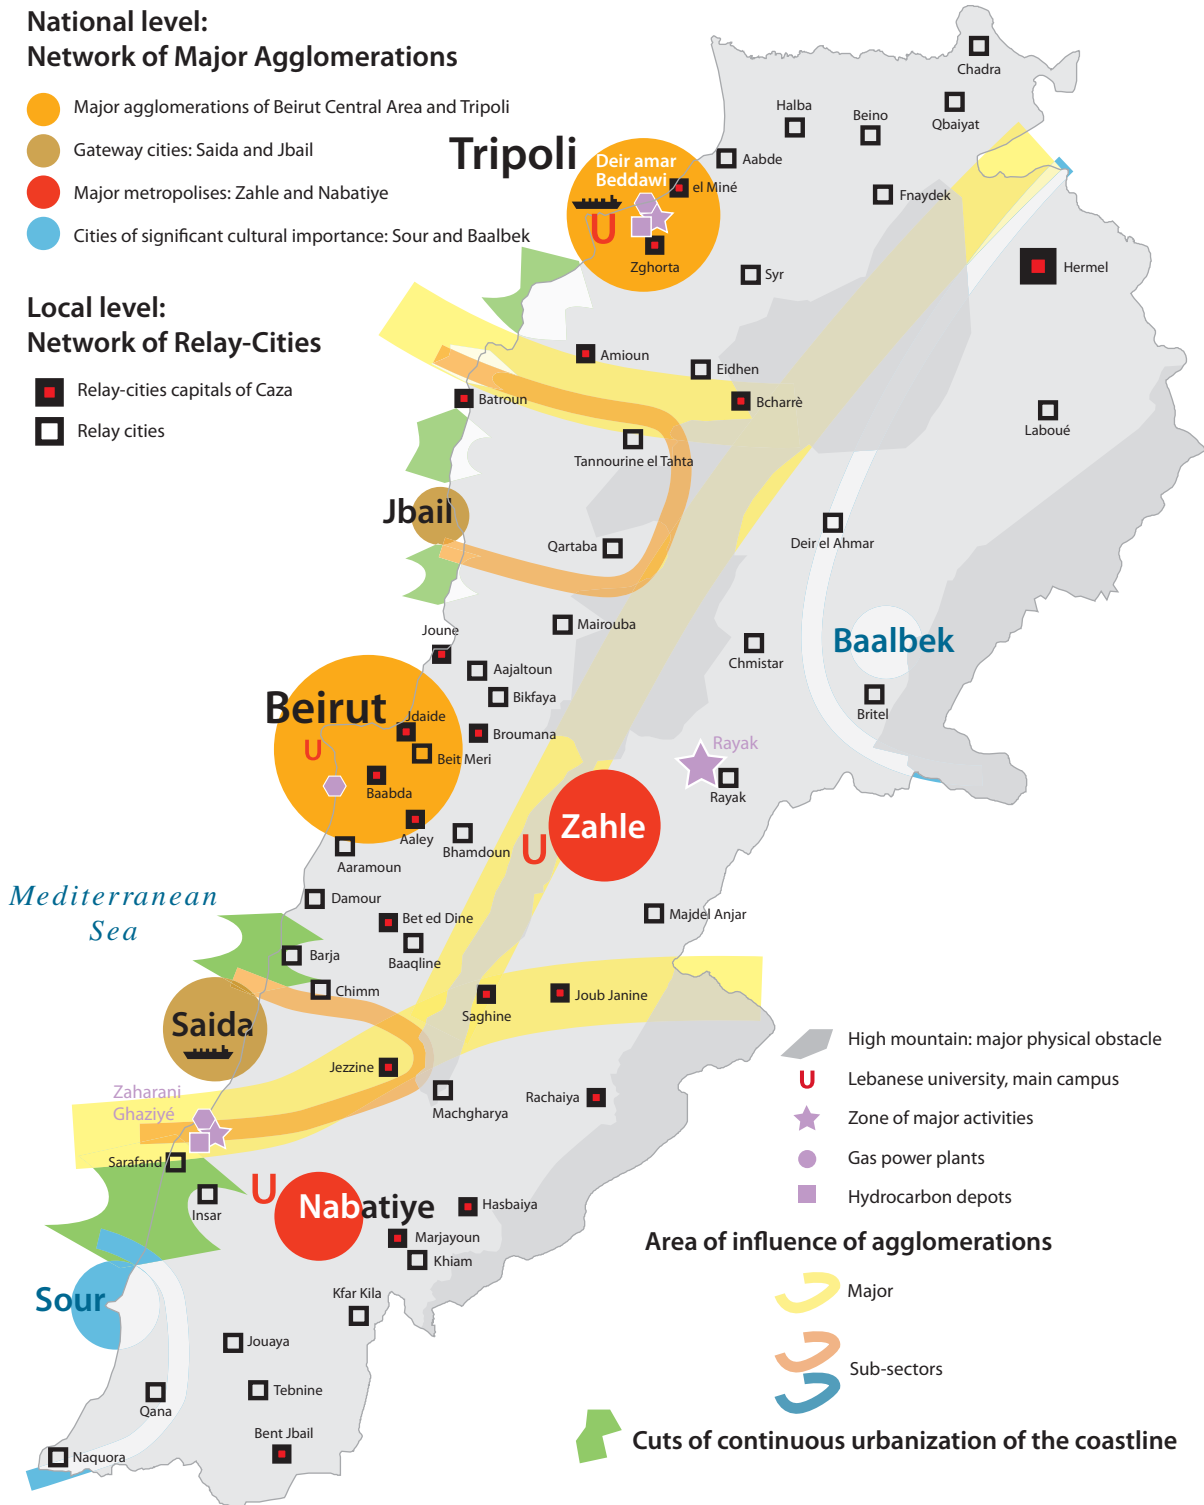 National level:
Network of Major Agglomerations
Major agglomerations of Beirut Central Area and Tripoli
Gateway cities: Saida and Jbail
Major metropolises: Zahle and Nabatiye
Cities of significant cultural importance: Sour and Baalbek
Local level:
Network of Relay-Cities
Relay-cities capitals of Caza
Relay cities
Chadra
Qbaiyat
Halba
Beino
Aabde
Fnaydek
Tripoli
Deir amar
Beddawi
el Miné
U
Zghorta
Syr
Hermel
Amioun
Eidhen
Batroun
Bcharrè
Laboué
Tannourine el Tahta
Jbail
Qartaba
Deir el Ahmar
Mairouba
Joune
Baalbek
Chmistar
Aajaltoun
Bikfaya
Britel
Beirut
Jdaide
Broumana
U
Beit Meri
Rayak
Rayak
Baabda
Aaley
Bhamdoun
U
Zahle
Aaramoun
Mediterranean
Sea
Damour
Bet ed Dine
Majdel Anjar
Baaqline
Barja
Chimm
Saghine
Joub Janine
Saida
Jezzine
Zaharani
Ghaziyé
Machgharya
Rachaiya
Sarafand
U
Insar
Nabatiye
Hasbaiya
Marjayoun
Khiam
Sour
Kfar Kila
Jouaya
Tebnine
Qana
Bent Jbail
Naquora
High mountain: major physical obstacle
U
Lebanese university, main campus
Zone of major activities
Gas power plants
Hydrocarbon depots
Area of influence of agglomerations
Major
Sub-sectors
Cuts of continuous urbanization of the coastline